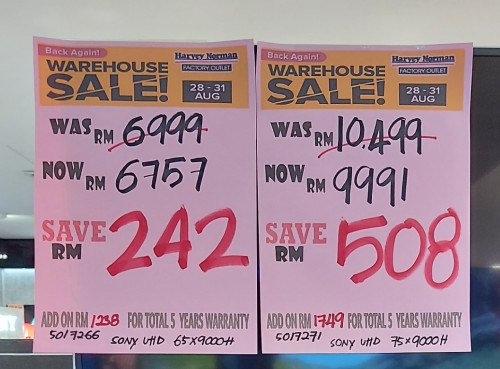 Back Again!
Harvey Norman
FACTORY OUTLET
WAREHOUSE
SALE!
28 - 31
AUG
WAS RM 6999
NOW RM 6757
SAVE
RM
242
ADD ON RM 1238 FOR TOTAL 5 YEARS WARRANTY
5017266 SONY UHD 65x9000H
Back Again!
Harvey Norman
FACTORY OUTLET
WAREHOUSE
SALE!
28 - 31
AUG
WAS RM 10.499
NOW RM 9991
SAVE
RM
508
ADD ON RM 1749 FOR TOTAL 5 YEARS WARRANTY
5017271 SONY UHD 75x9000H